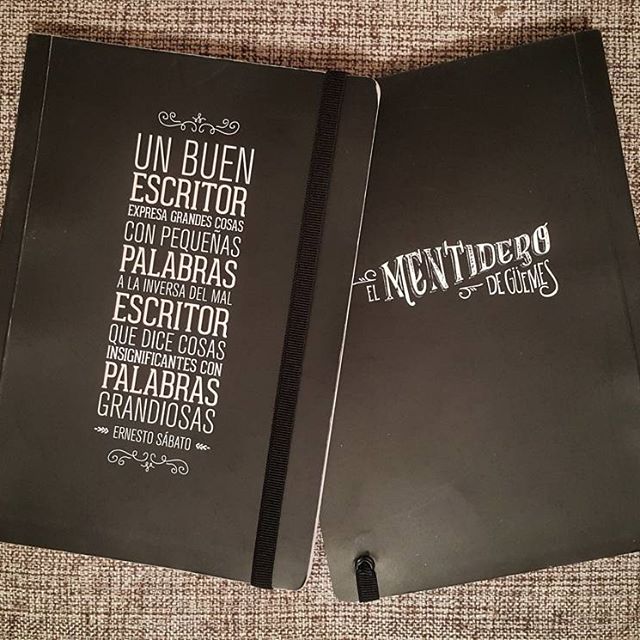 UN BUEN
ESCRITOR
EXPRESA GRANDES COSAS
CON PEQUEÑAS
PALABRAS
A LA INVERSA DEL MAL
ESCRITOR
QUE DICE COSAS
INSIGNIFICANTES CON
PALABRAS
GRANDIOSAS
ERNESTO SÁBATO
EL MENTIDERO
DE GÜEMES